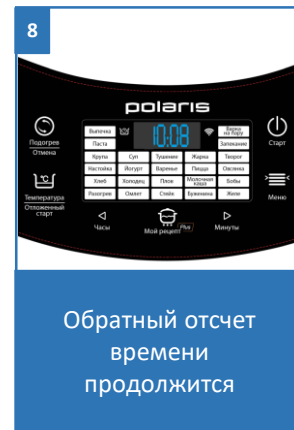 8
polaris
Выпечка
10:08
Варка на пару
Паста
Запекание
Крупа Суп Тушение Жарка Творог
Настройка Йогурт Варенье Пицца Овсянка
Хлеб Холодец Плов Молочная каша Бобы
Разогрев Омлет Стейк Буженина Желе
Подогрев
Отмена
Старт
Температура
Отложенный
старт
Меню
Часы
Мой рецепт Plus
Минуты
Обратный отсчет
времени
продолжится